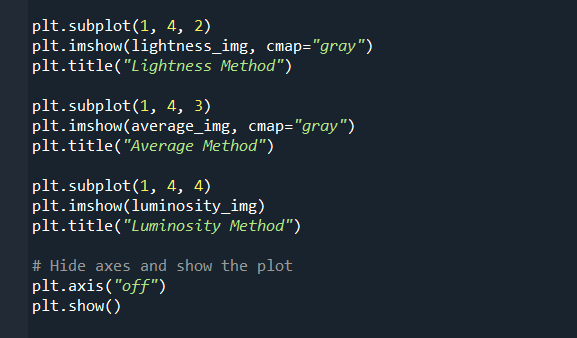 plt.subplot(1, 4, 2)
plt.imshow(lightness_img, cmap="gray")
plt.title("Lightness Method")
plt.subplot(1, 4, 3)
plt.imshow(average_img, cmap="gray")
plt.title("Average Method")
plt.subplot(1, 4, 4)
plt.imshow(luminosity_img)
plt.title("Luminosity Method")
# Hide axes and show the plot
plt.axis("off")
plt.show()